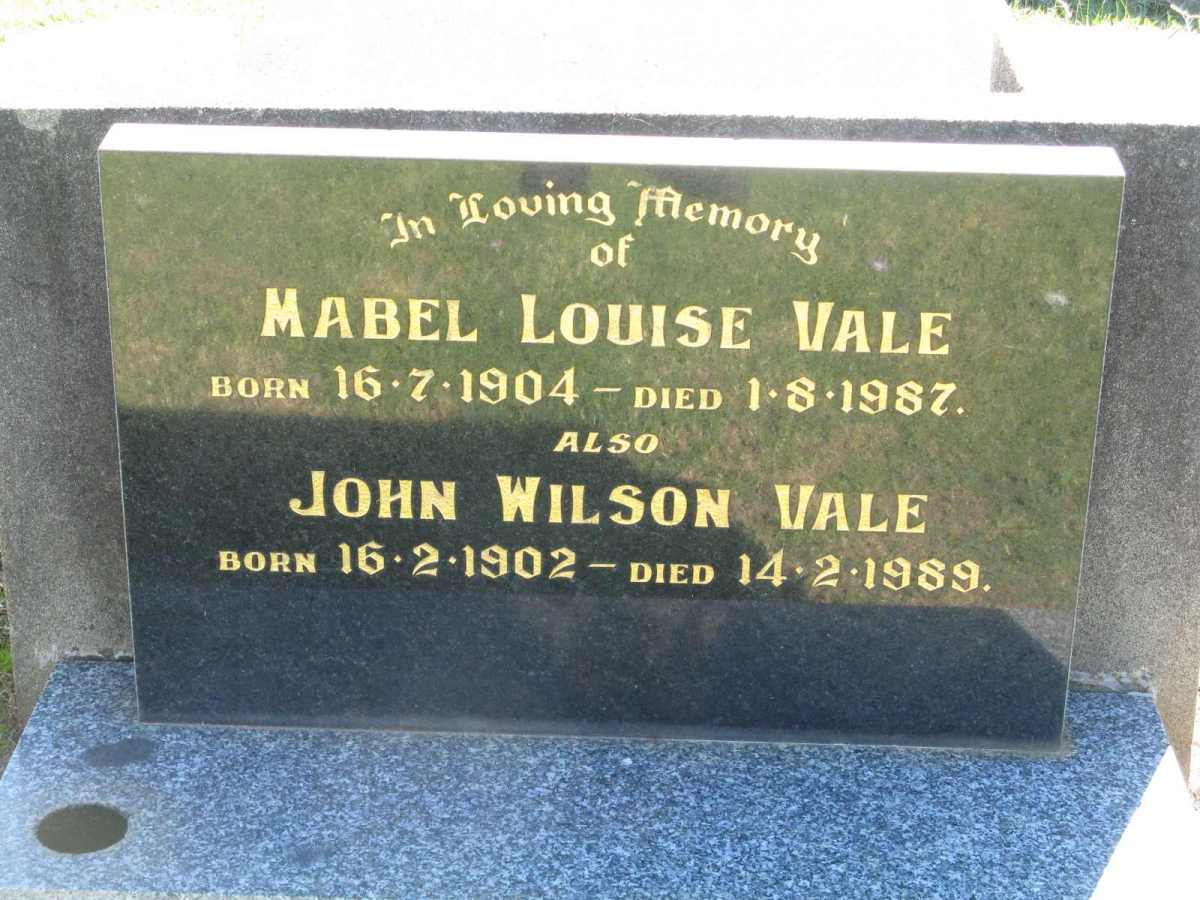 In Loving Memory
of
MABEL LOUISE VALE
BORN 16·7·1904 – DIED 1·8·1987.
ALSO
JOHN WILSON VALE
BORN 16·2·1902 – DIED 14·2·1989.